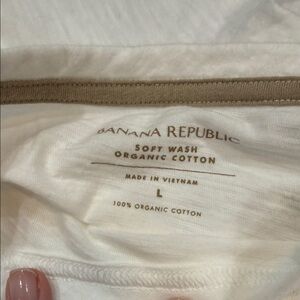 BANANA REPUBLIC
SOFT WASH
ORGANIC COTTON
MADE IN VIETNAM
L
100% ORGANIC COTTON